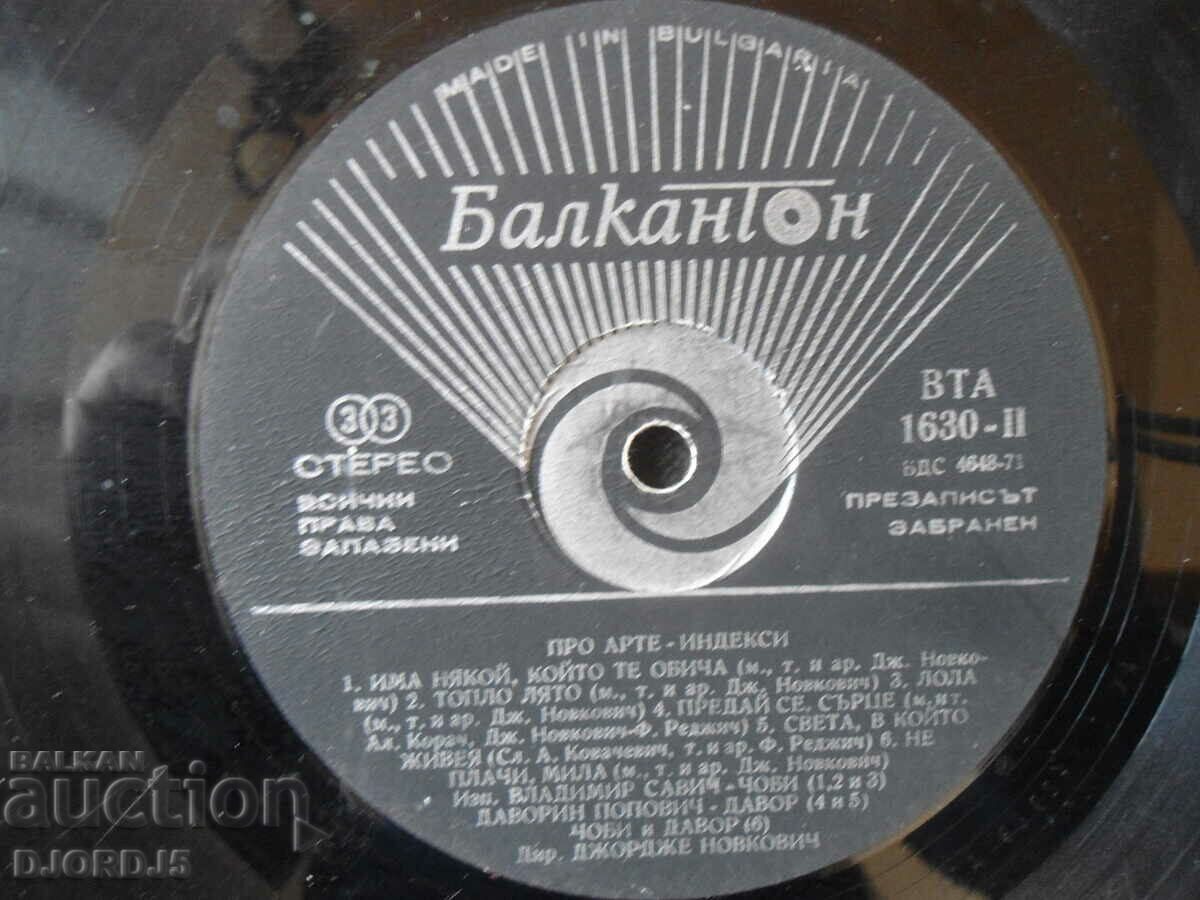 MADE IN BULGARIA
БалканТон
33
СТЕРЕО
ВСИЧКИ
ПРАВА
ЗАПАЗЕНИ
ВТА
1630-II
БДС 4648-71
ПРЕЗАПИСЪТ
ЗАБРАНЕН
ПРО АРТЕ - ИНДЕКСИ
1. ИМА НЯКОЙ, КОЙТО ТЕ ОБИЧА (м., т. и ар. Дж. Новко-
вич) 2. ТОПЛО ЛЯТО (м., т. и ар. Дж. Новкович) 3. ЛОЛА
(м., т. и ар. Дж. Новкович) 4. ПРЕДАЙ СЕ, СЪРЦЕ (м. и т.
Ал. Корач, Дж. Новкович-Ф. Реджич) 5. СВЕТА, В КОЙТО
ЖИВЕЯ (Сл. А. Ковачевич, т. и ар. Ф. Реджич) 6. НЕ
ПЛАЧИ, МИЛА (м., т. и ар. Дж. Новкович)
Изп. ВЛАДИМИР САВИЧ - ЧОБИ (1,2 и 3)
ДАВОРИН ПОПОВИЧ - ДАВОР (4 и 5)
ЧОБИ и ДАВОР (6)
Дир. ДЖОРДЖЕ НОВКОВИЧ
BALKAN
auction
DJORD_15